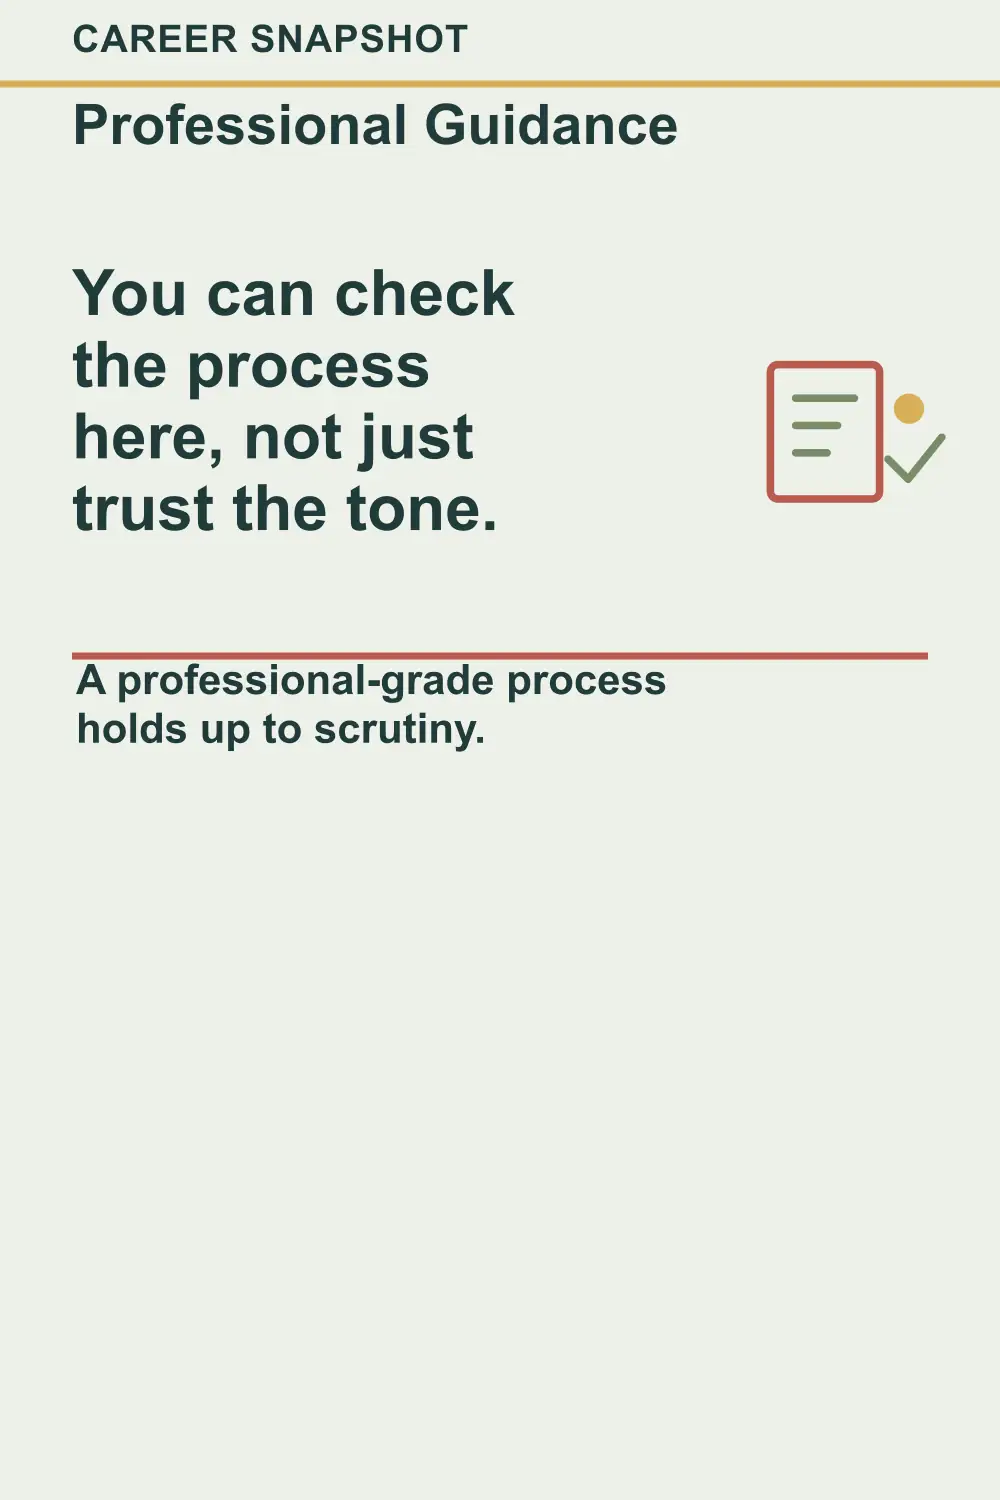 CAREER SNAPSHOT
Professional Guidance
You can check
the process
here, not just
trust the tone.
A professional-grade process
holds up to scrutiny.